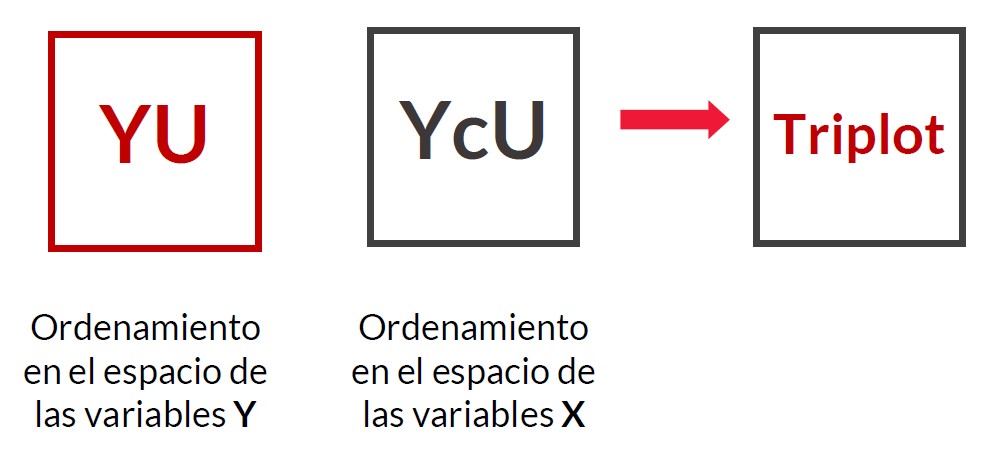 YU
YcU
Triplot
Ordenamiento
en el espacio de
las variables Y
Ordenamiento
en el espacio de
las variables X